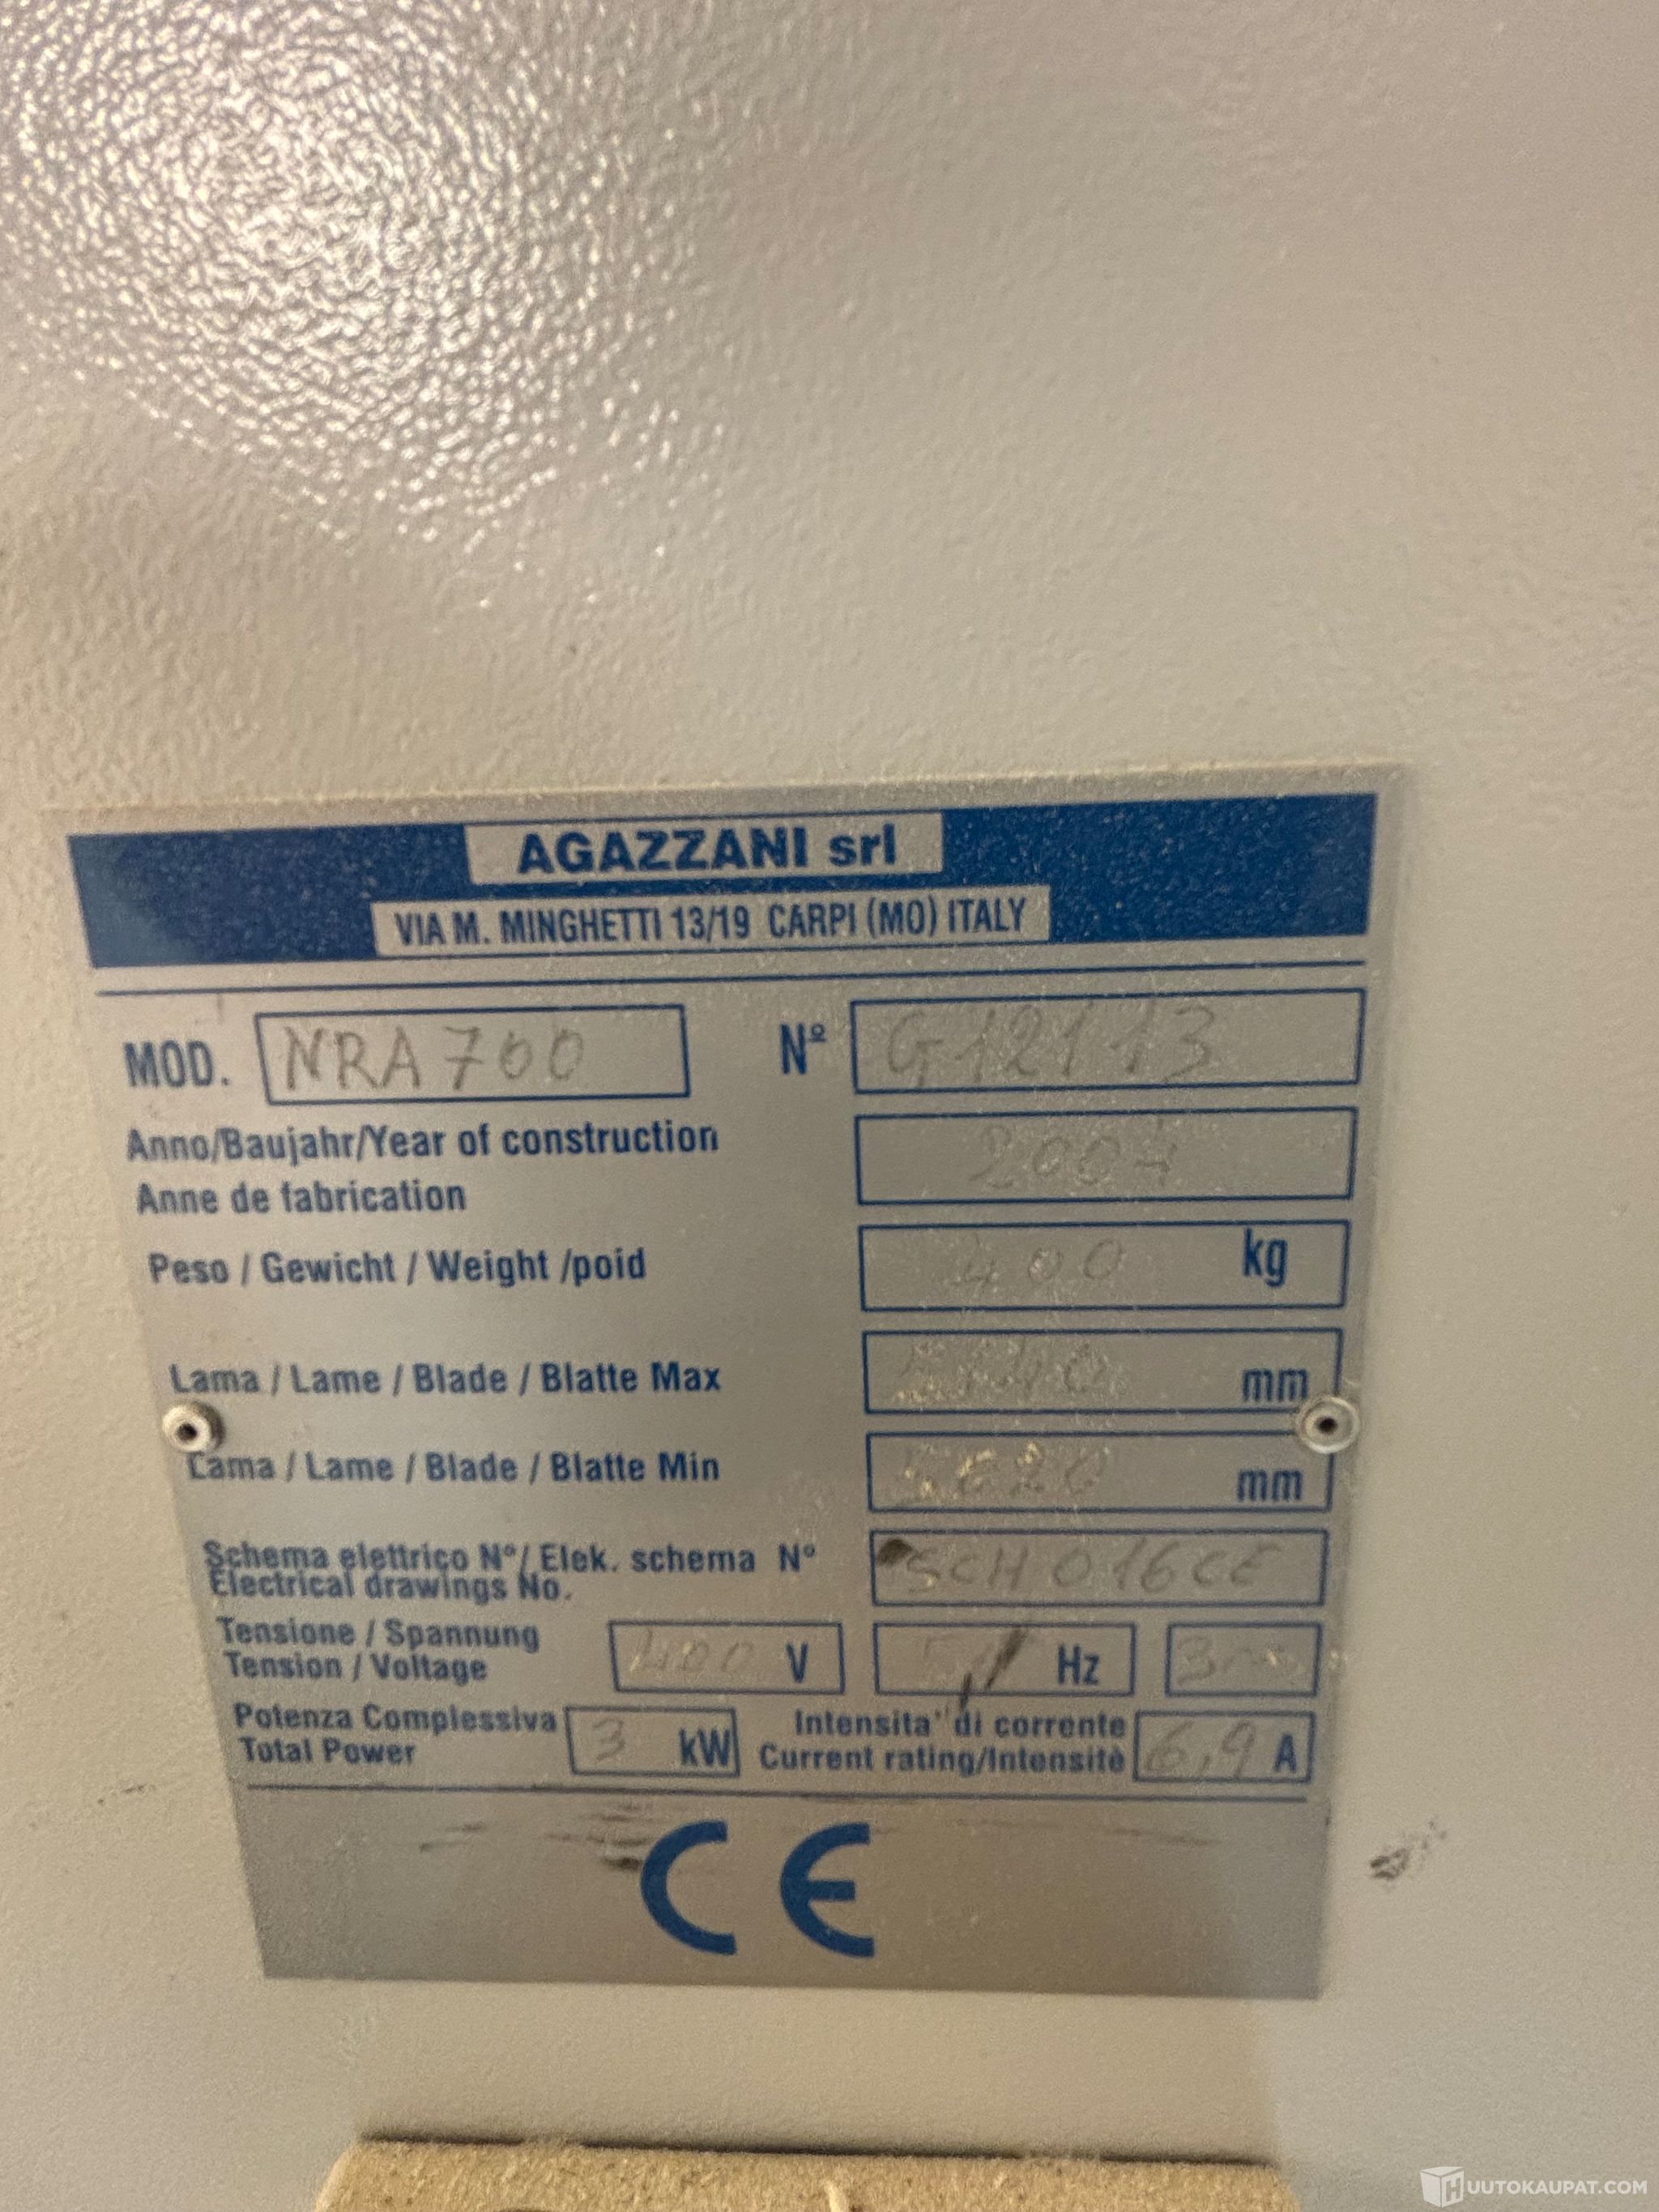 AGAZZANI srl
VIA M. MINGHETTI 13/19 CARPI (MO) ITALY
MOD. NRA700 Nº G12113
Anno/Baujahr/Year of construction
Anne de fabrication
Peso / Gewicht / Weight /poid 400 kg
Lama / Lame / Blade / Blatte Max mm
Lama / Lame / Blade / Blatte Min mm
Schema elettrico N°/ Elek. schema N° SCH 016CE
Electrical drawings No.
Tensione / Spannung
Tension / Voltage 400 V Hz
Potenza Complessiva
Total Power 3 kW
Intensita' di corrente
Current rating/Intensitè 6,9 A
CE
HUUTOKAUPAT.COM